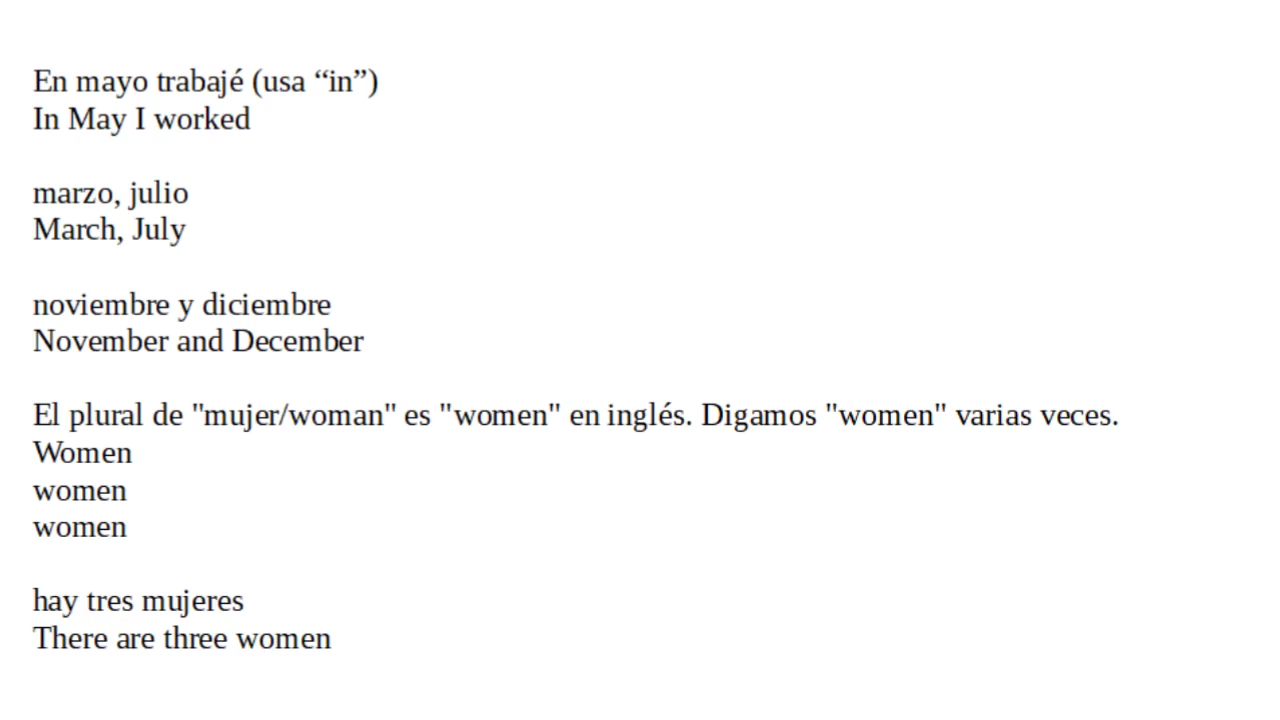 En mayo trabajé (usa “in”)
In May I worked
marzo, julio
March, July
noviembre y diciembre
November and December
El plural de "mujer/woman" es "women" en inglés. Digamos "women" varias veces.
Women
women
women
hay tres mujeres
There are three women